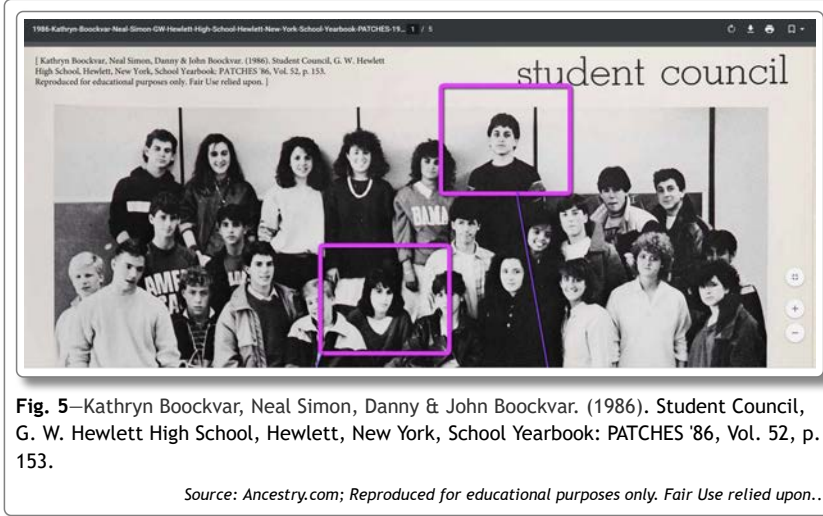 1986-Kathryn-Boockvar-Neal-Simon-GW-Hewlett-High-School-Hewlett-New-York-School-Yearbook-PATCHES-19... 1 / 5
[ Kathryn Boockvar, Neal Simon, Danny & John Boockvar. (1986). Student Council, G. W. Hewlett
High School, Hewlett, New York, School Yearbook: PATCHES '86, Vol. 52, p. 153.
Reproduced for educational purposes only. Fair Use relied upon. ]
student council
BAMA
AME
Fig. 5—Kathryn Boockvar, Neal Simon, Danny & John Boockvar. (1986). Student Council,
G. W. Hewlett High School, Hewlett, New York, School Yearbook: PATCHES '86, Vol. 52, p.
153.
Source: Ancestry.com; Reproduced for educational purposes only. Fair Use relied upon..